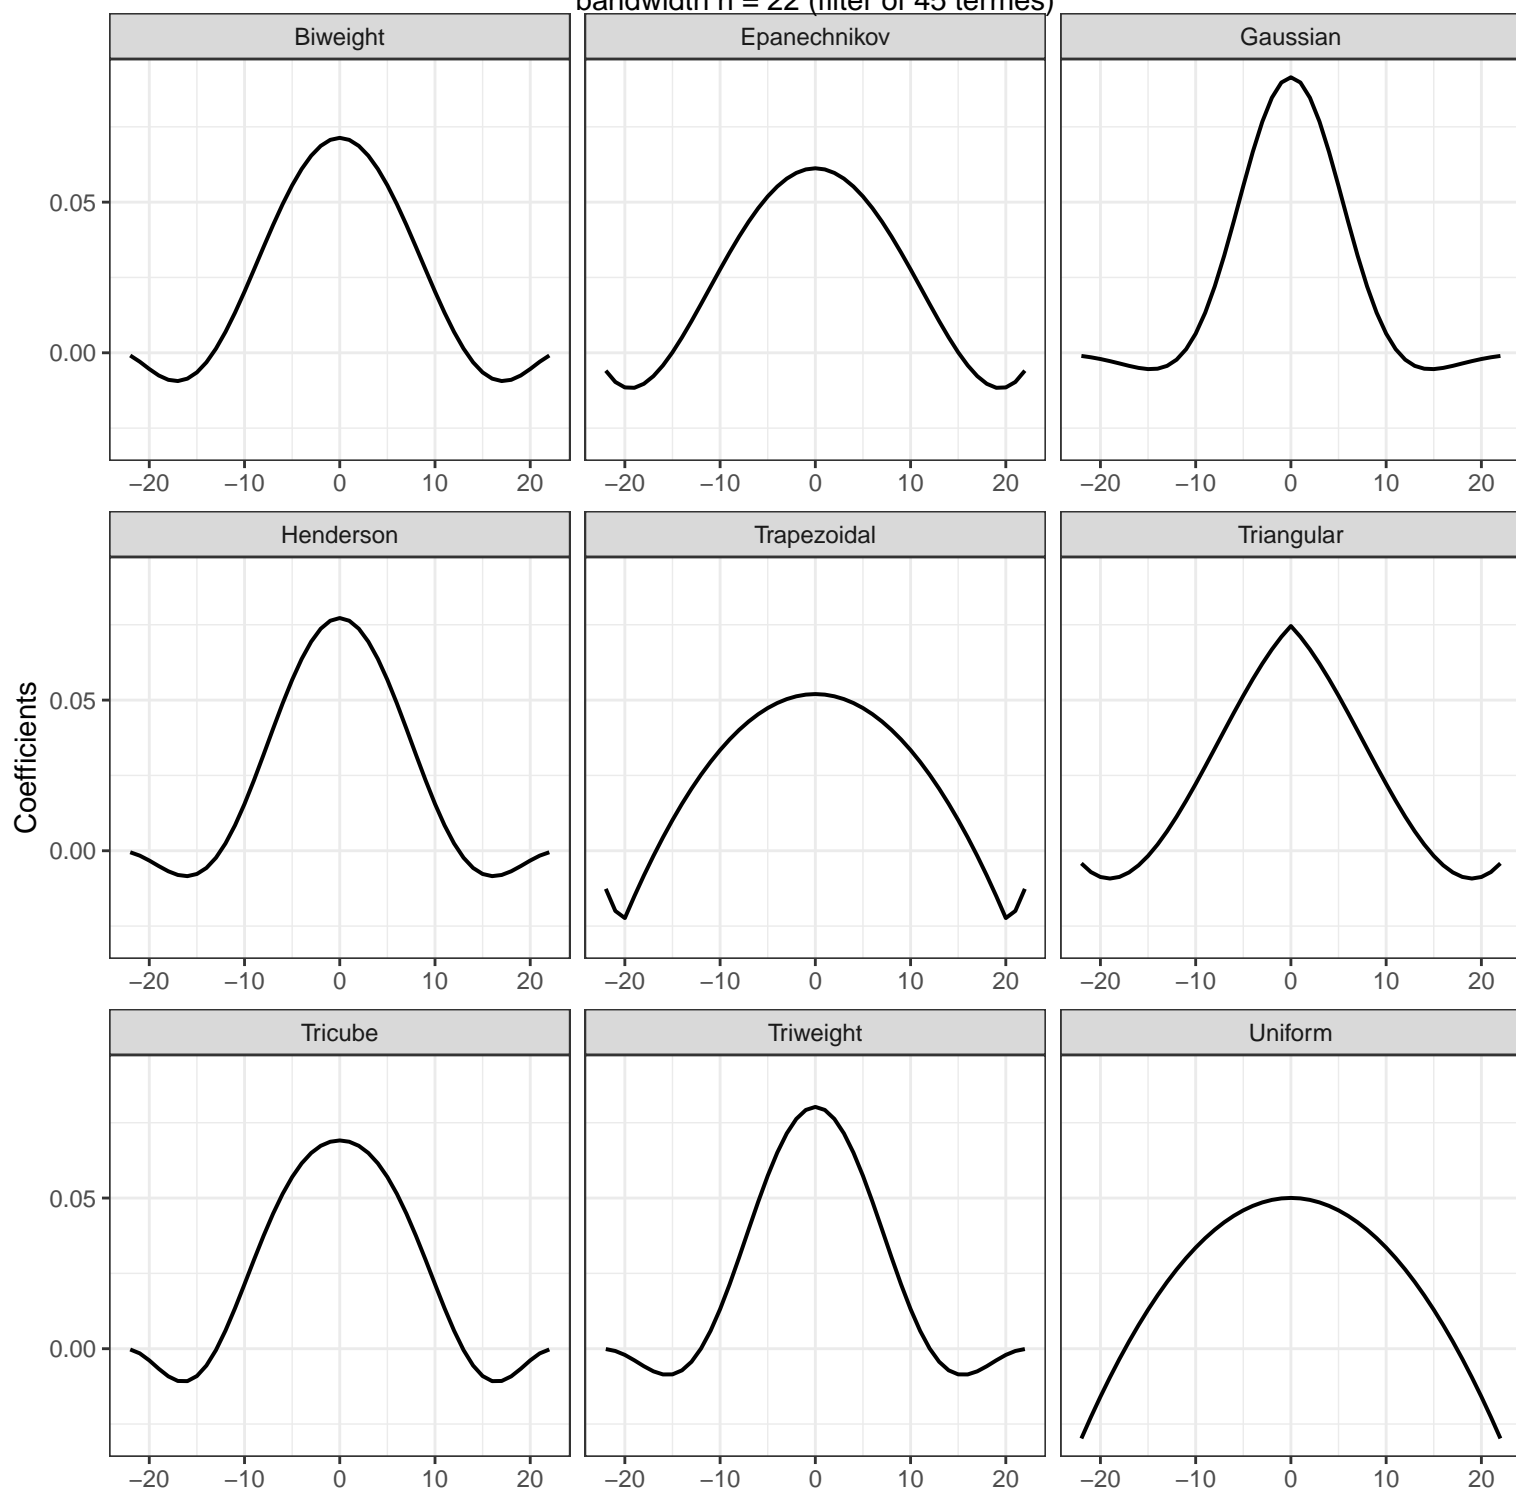 bandwidth h = 22 (filter of 45 termes)
Biweight Epanechnikov Gaussian
0.05
0.00
−20 −10 0 10 20 −20 −10 0 10 20 −20 −10 0 10 20
Henderson Trapezoidal Triangular
Coefficients
0.05
0.00
−20 −10 0 10 20 −20 −10 0 10 20 −20 −10 0 10 20
Tricube Triweight Uniform
0.05
0.00
−20 −10 0 10 20 −20 −10 0 10 20 −20 −10 0 10 20